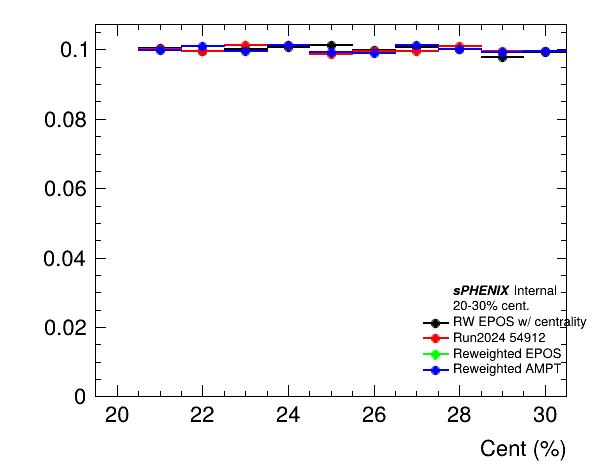 0.1
0.08
0.06
0.04
0.02
0
sPHENIX Internal
20-30% cent.
RW EPOS w/ centrality
Run2024 54912
Reweighted EPOS
Reweighted AMPT
20 22 24 26 28 30
Cent (%)